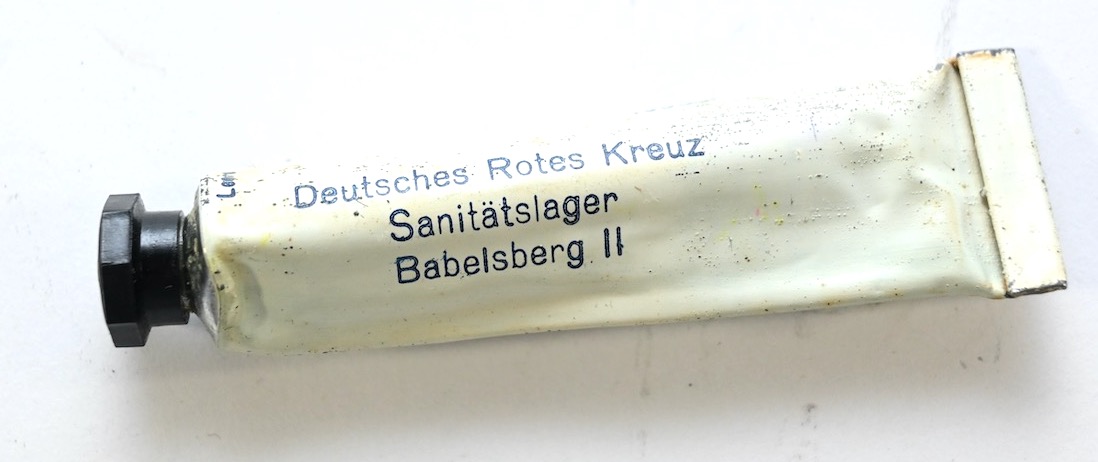 Deutsches Rotes Kreuz
Sanitätslager
Babelsberg II